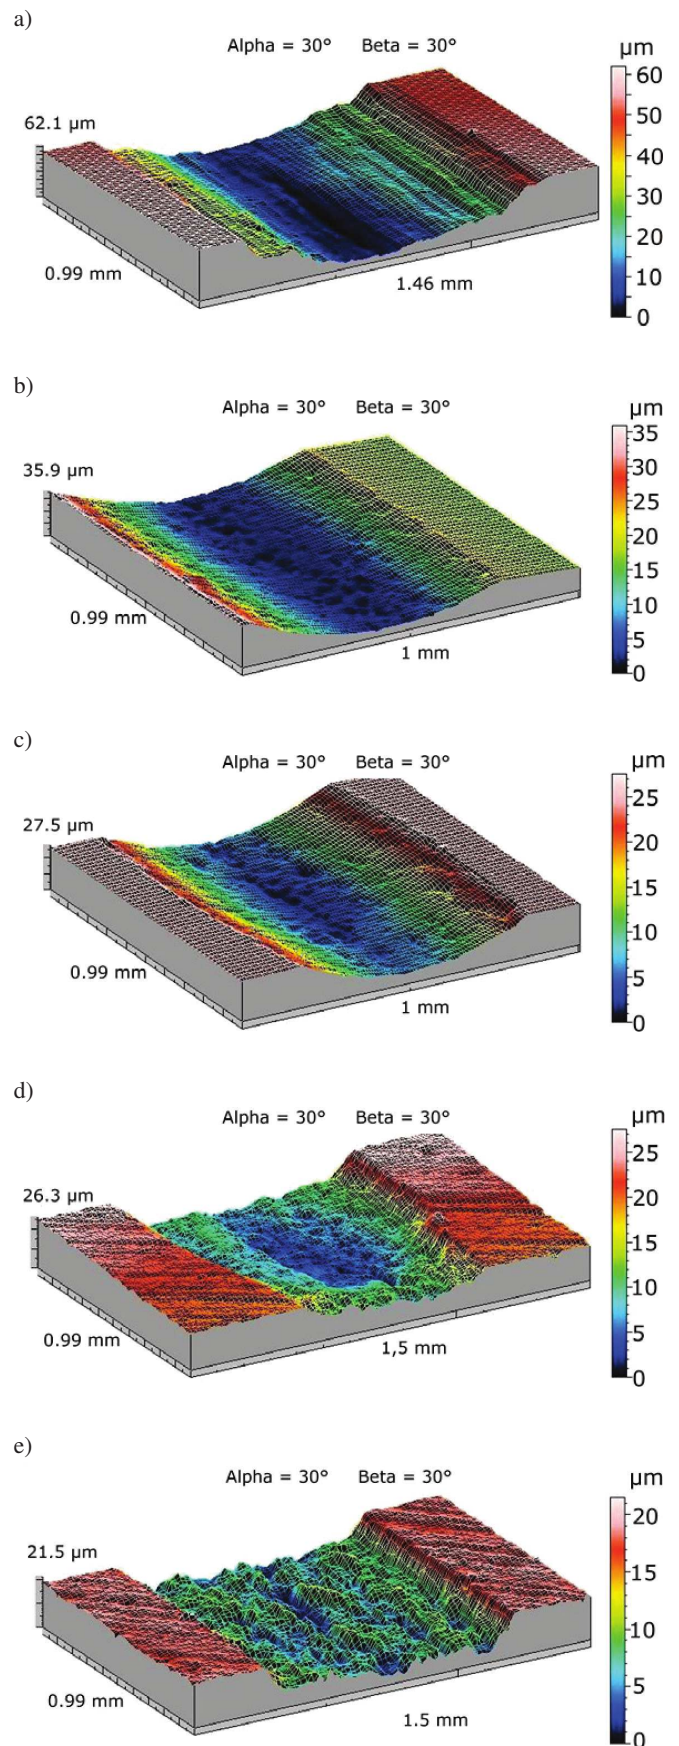 a)
Alpha = 30° Beta = 30°
µm
62.1 µm
60
50
40
30
20
10
0
0.99 mm
1.46 mm
b)
Alpha = 30° Beta = 30°
µm
35.9 µm
35
30
25
20
15
10
5
0
0.99 mm
1 mm
c)
Alpha = 30° Beta = 30°
µm
27.5 µm
25
20
15
10
5
0
0.99 mm
1 mm
d)
Alpha = 30° Beta = 30°
µm
26.3 µm
25
20
15
10
5
0
0.99 mm
1,5 mm
e)
Alpha = 30° Beta = 30°
µm
21.5 µm
20
15
10
5
0
0.99 mm
1.5 mm